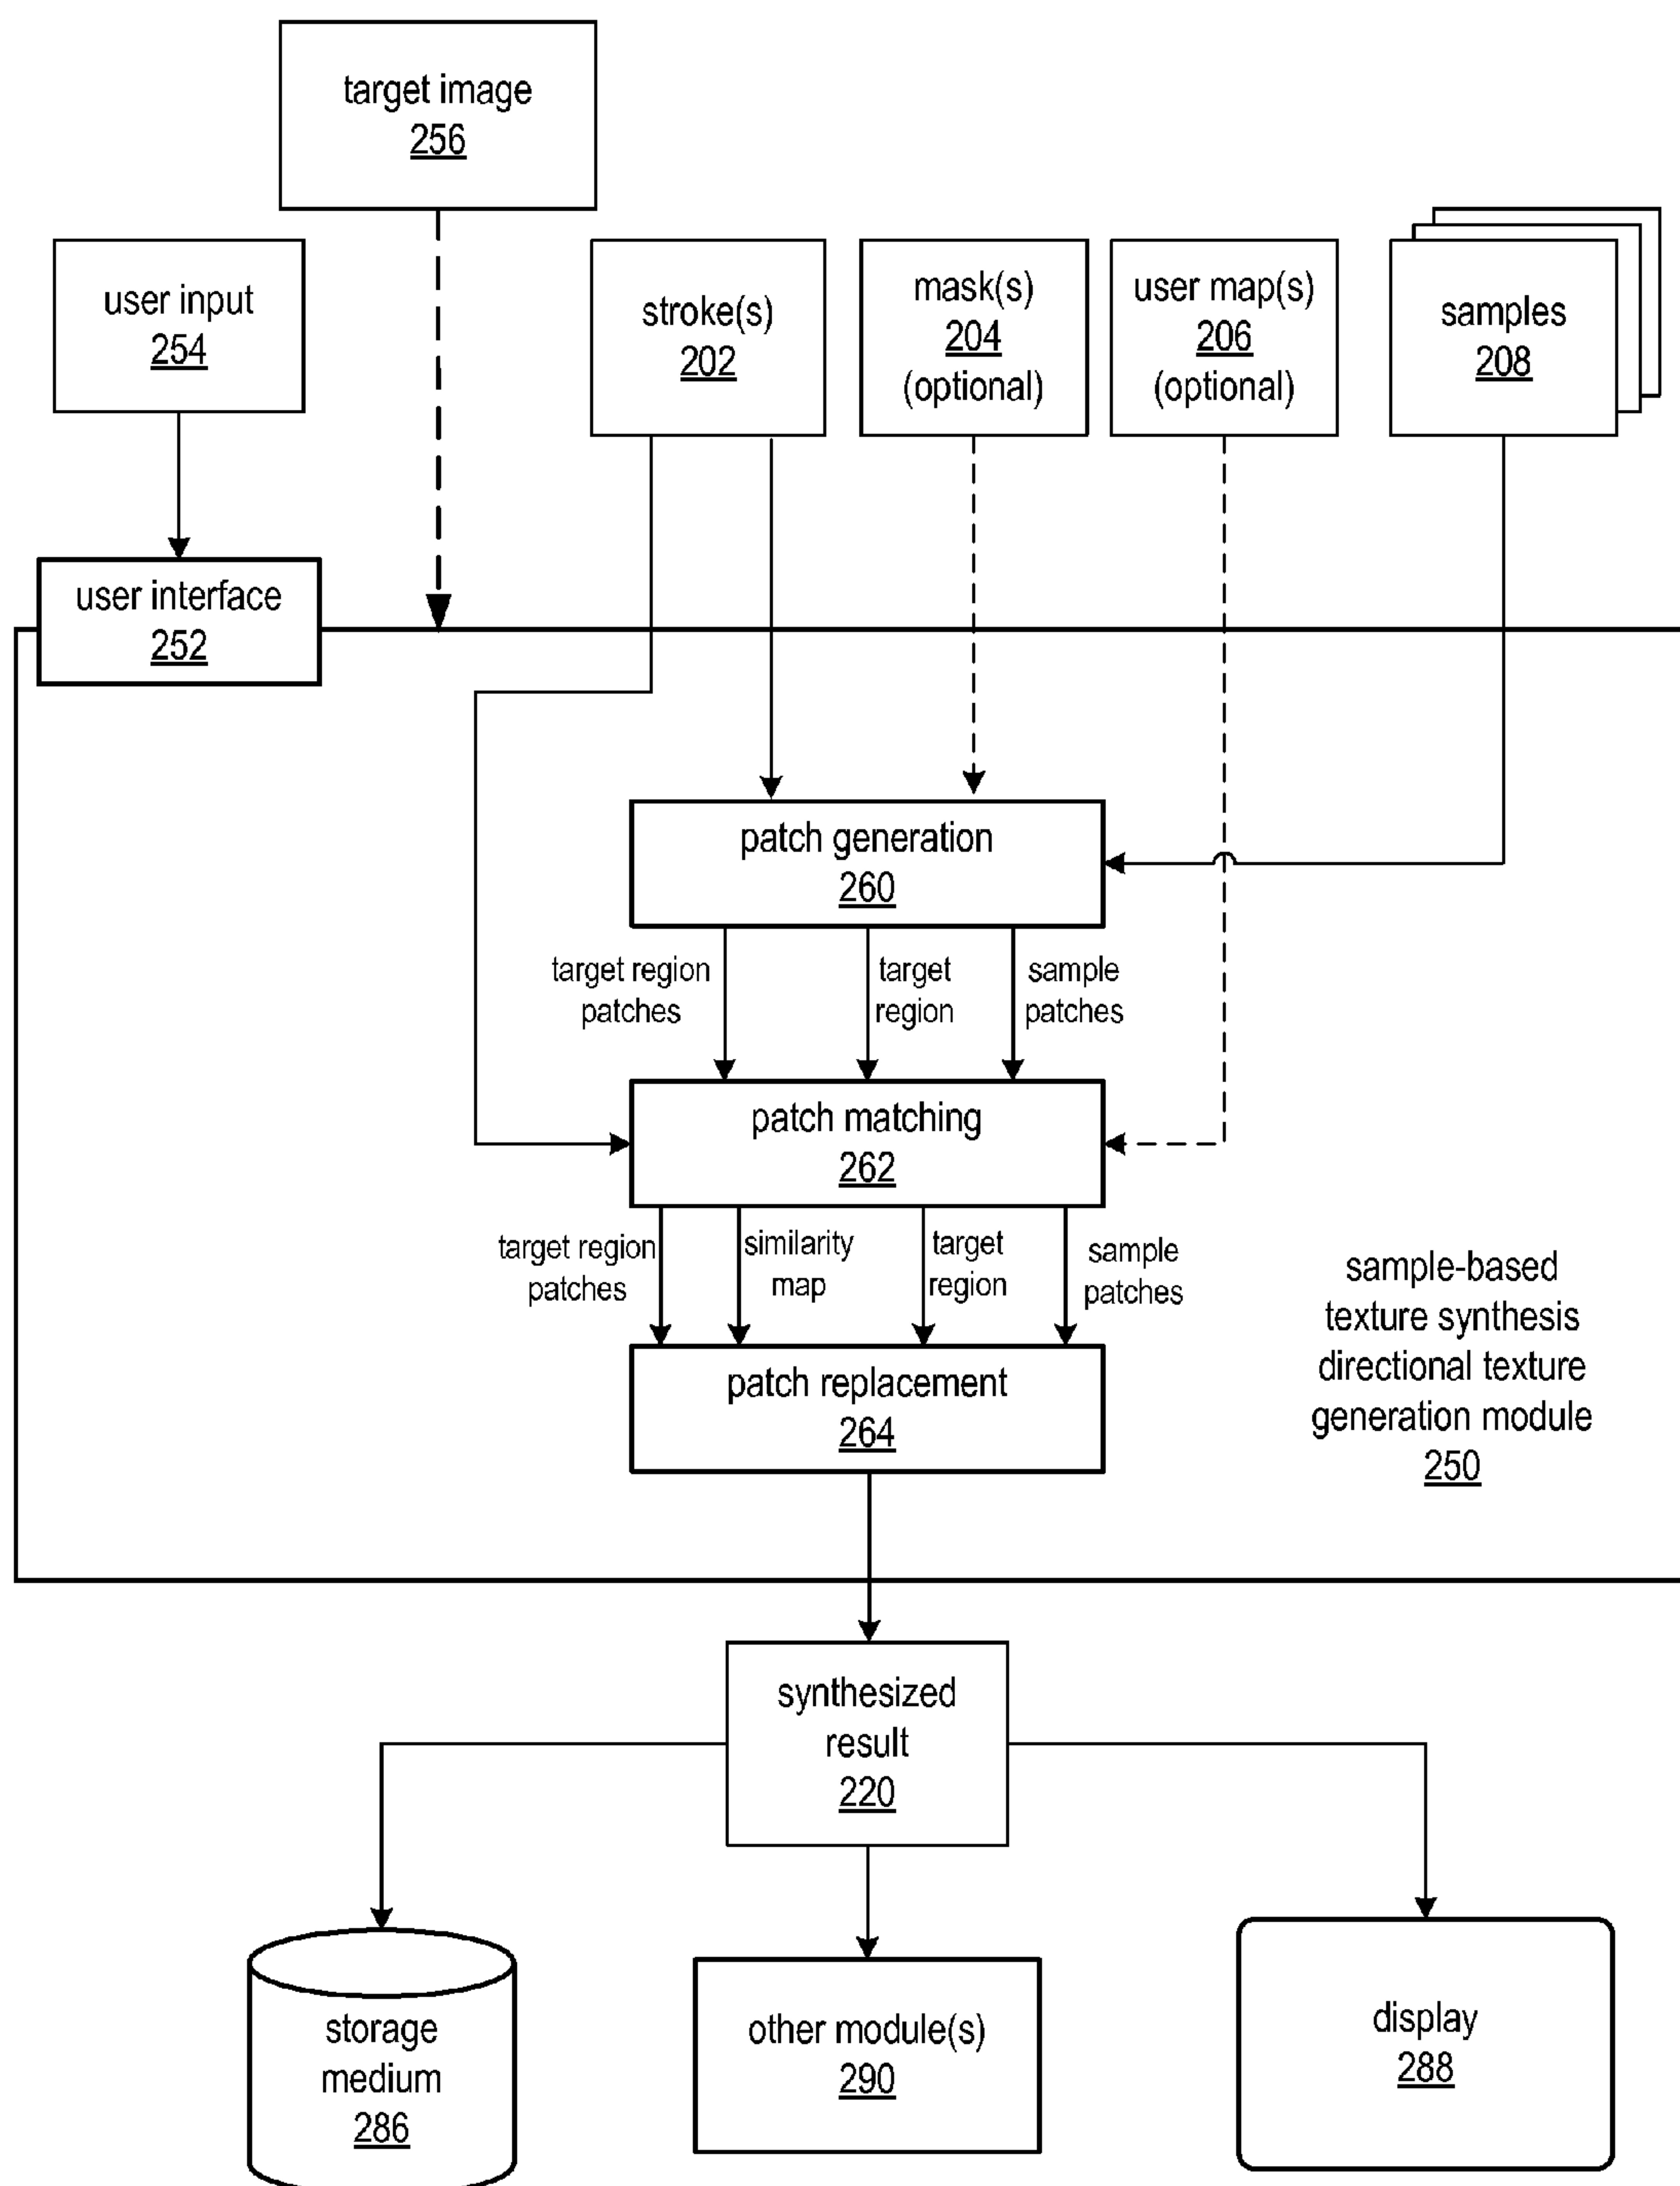 target image
256
user input
254
stroke(s)
202
mask(s)
204
(optional)
user map(s)
206
(optional)
samples
208
user interface
252
patch generation
260
target region
patches
target
region
sample
patches
patch matching
262
target region
patches
similarity
map
target
region
sample
patches
patch replacement
264
sample-based
texture synthesis
directional texture
generation module
250
synthesized
result
220
storage
medium
286
other module(s)
290
display
288